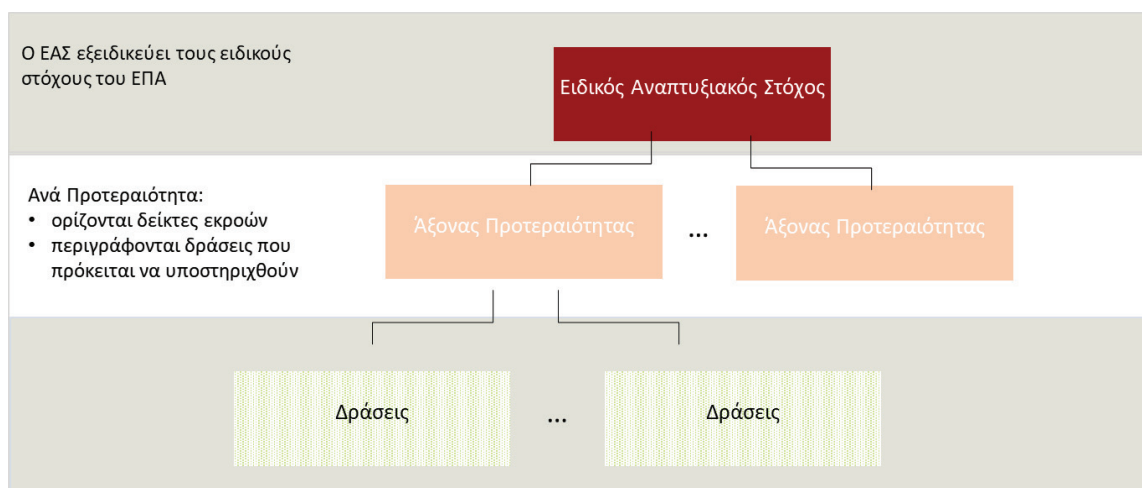 Ο ΕΑΣ εξειδικεύει τους ειδικούς
στόχους του ΕΠΑ
Ειδικός Αναπτυξιακός Στόχος
Ανά Προτεραιότητα:
• ορίζονται δείκτες εκροών
• περιγράφονται δράσεις που
πρόκειται να υποστηριχθούν
Άξονας Προτεραιότητας
...
Άξονας Προτεραιότητας
Δράσεις
...
Δράσεις